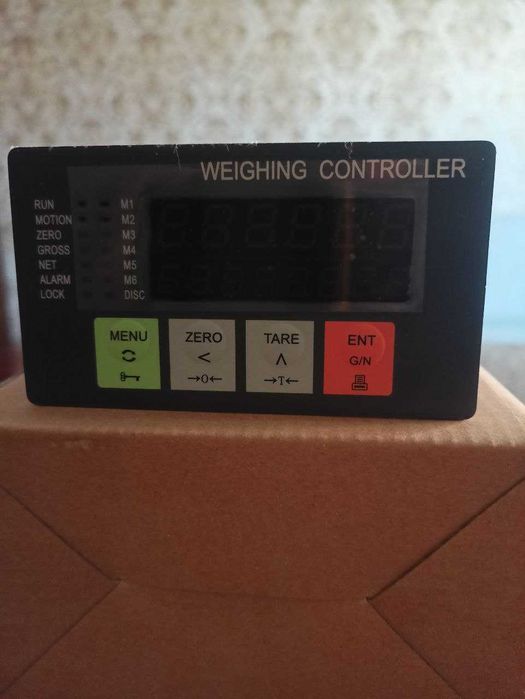 WEIGHING CONTROLLER
RUN M1
MOTION M2
ZERO M3
GROSS M4
NET M5
ALARM M6
LOCK DISC
MENU ZERO TARE ENT
< ∧ G/N
→0← →T←